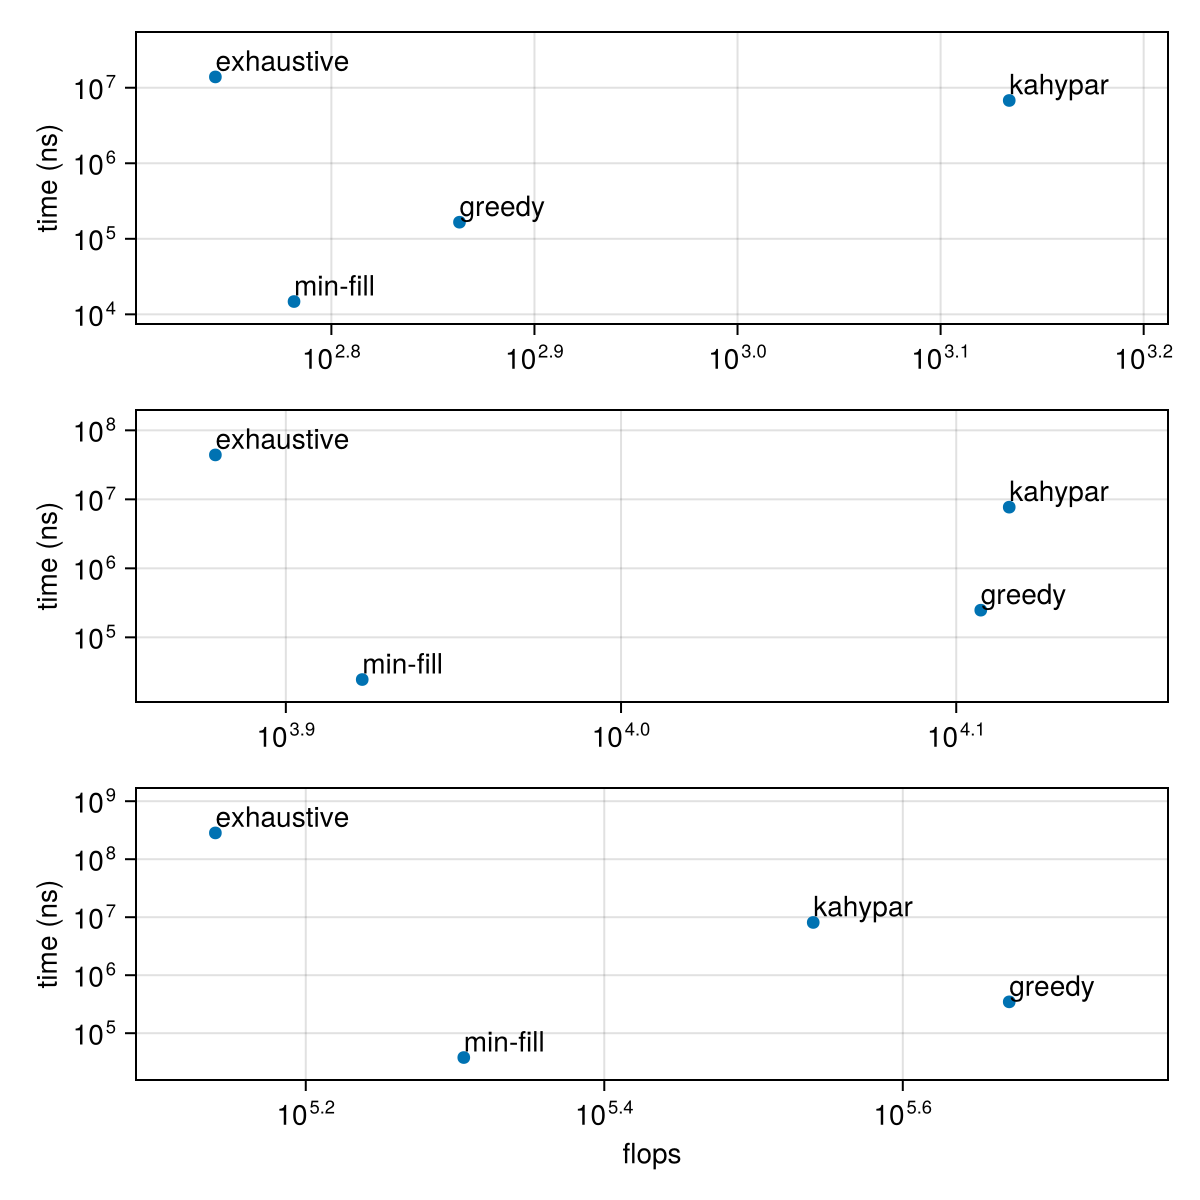 exhaustive
10^7
kahypar
10^6
greedy
10^5
min-fill
10^4
time (ns)
10^2.8 10^2.9 10^3.0 10^3.1 10^3.2
10^8
exhaustive
10^7
kahypar
10^6
greedy
10^5
min-fill
time (ns)
10^3.9 10^4.0 10^4.1
10^9
exhaustive
10^8
kahypar
10^7
10^6
greedy
10^5
min-fill
time (ns)
10^5.2 10^5.4 10^5.6
flops